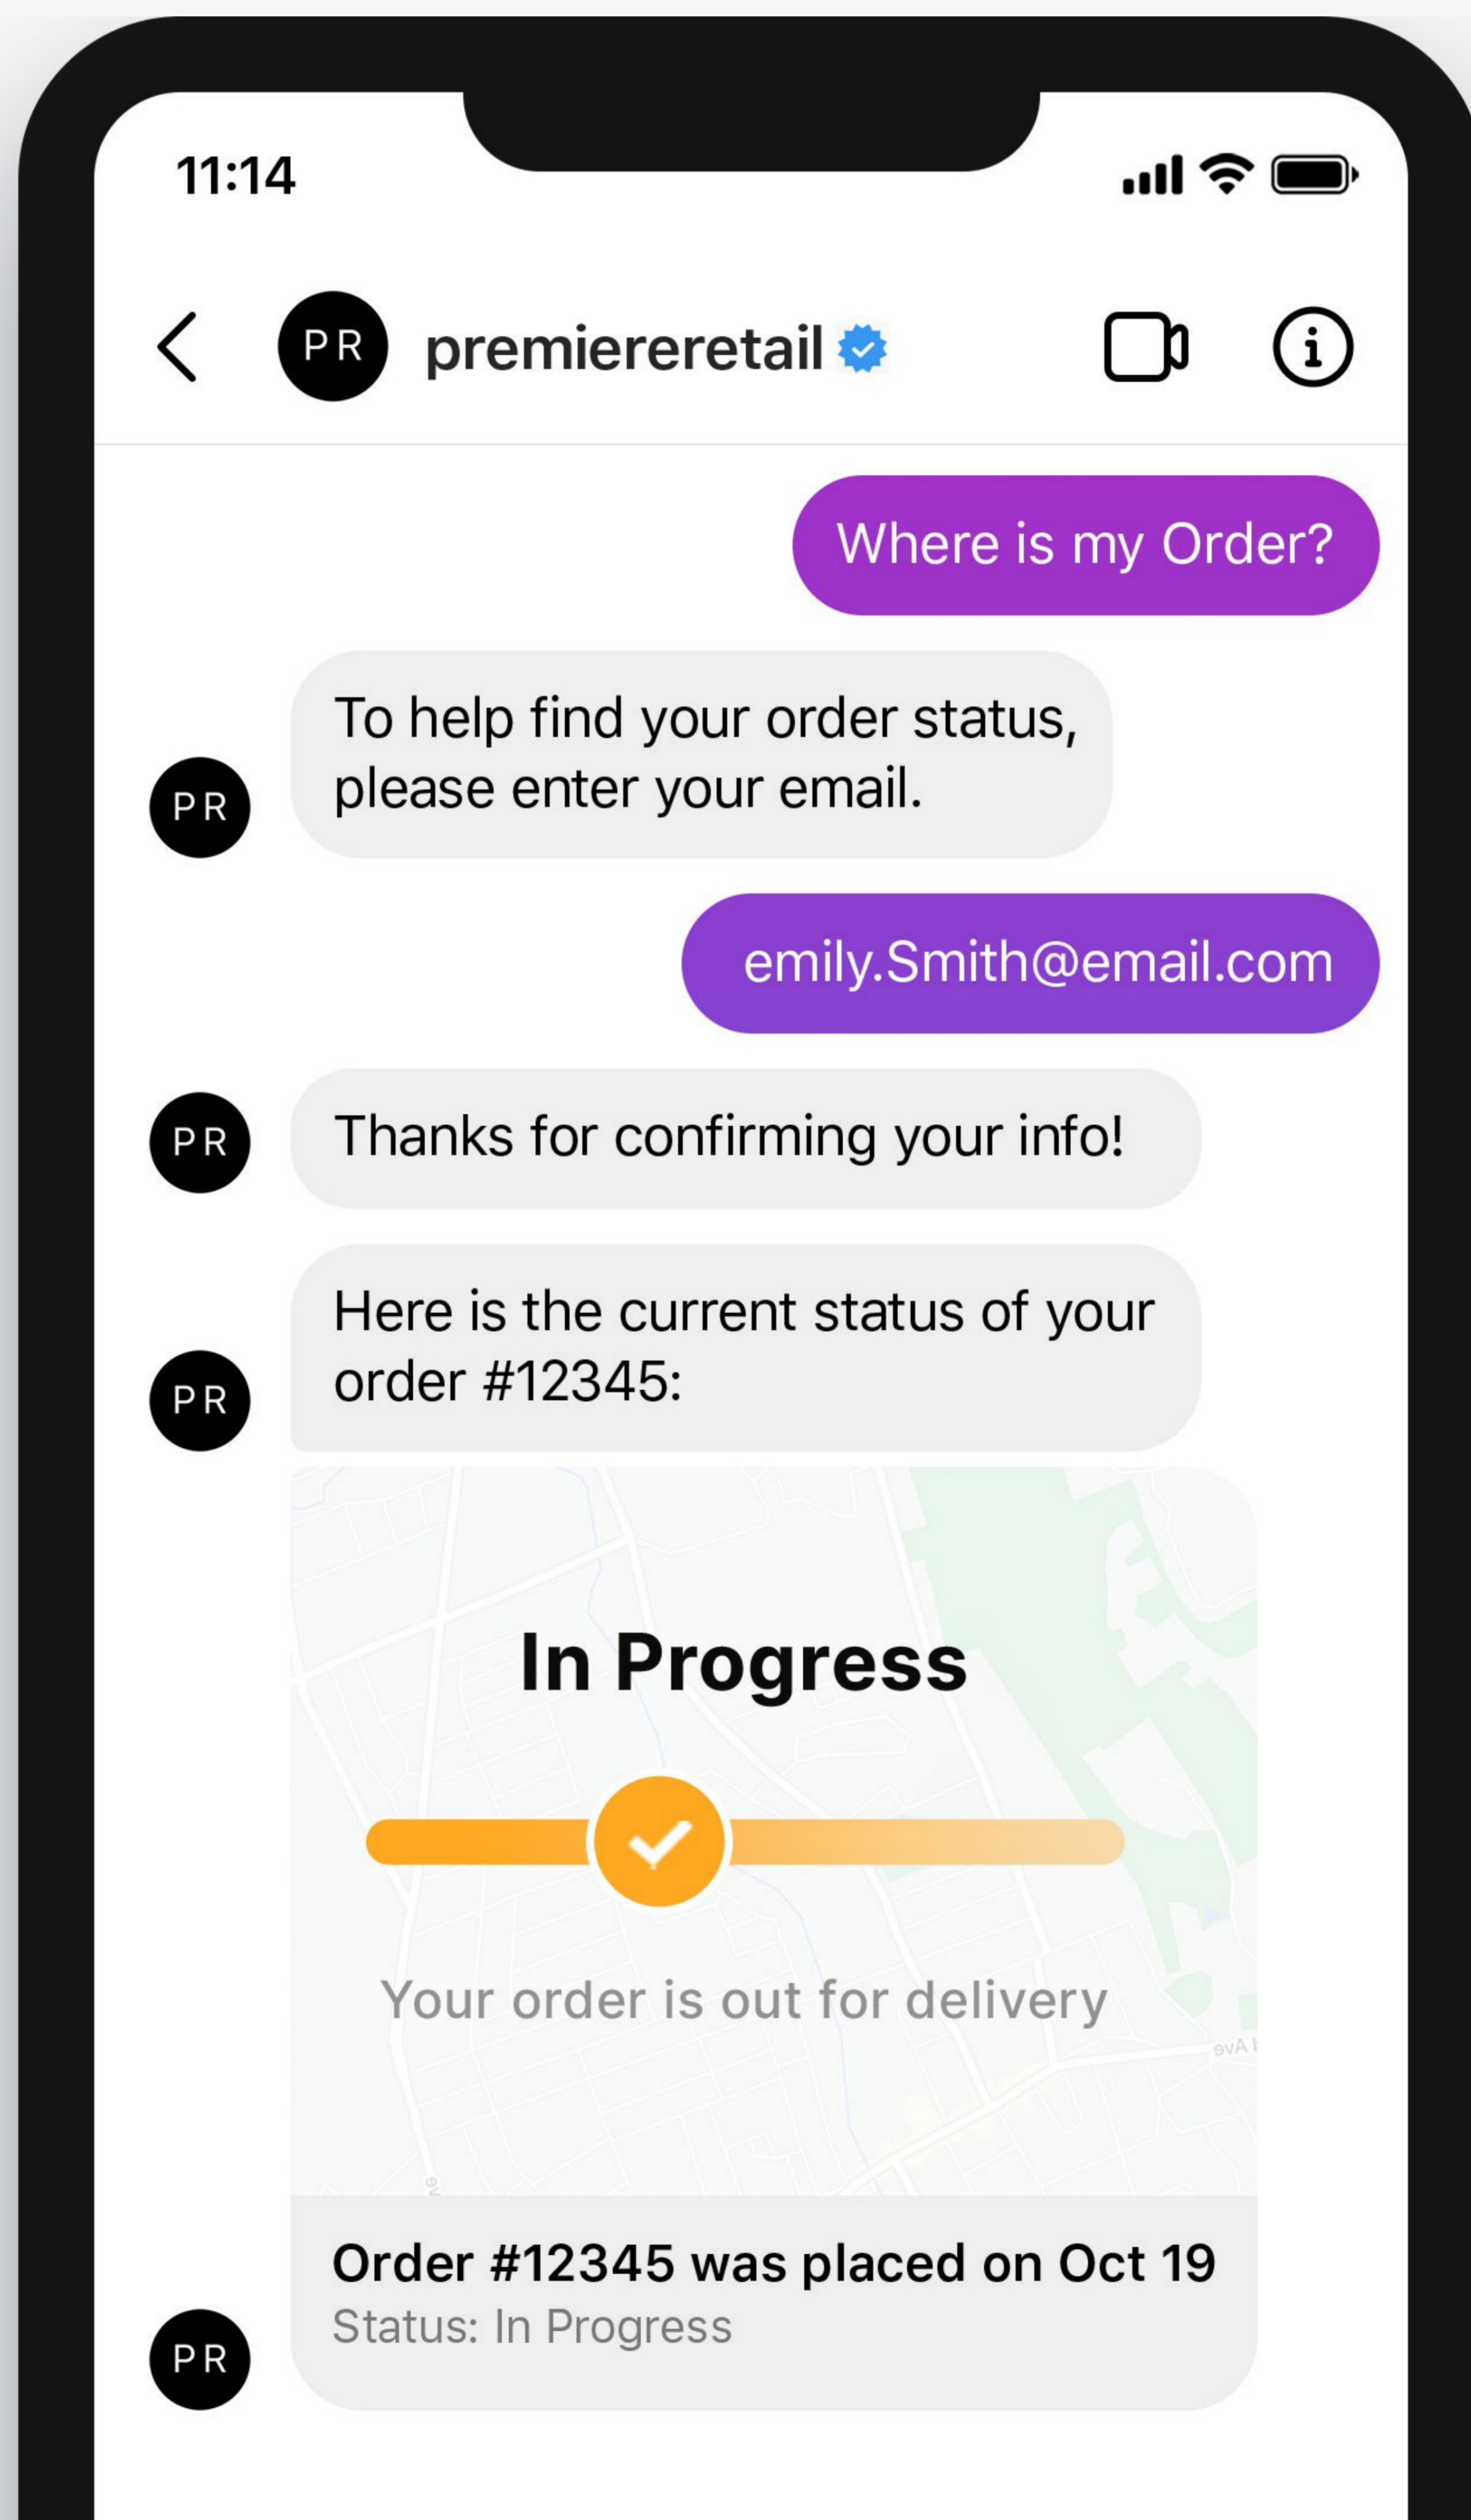 11:14
PR
premiereretail
Where is my Order?
To help find your order status,
please enter your email.
PR
emily.Smith@email.com
PR
Thanks for confirming your info!
Here is the current status of your
order #12345:
PR
In Progress
Your order is out for delivery
Order #12345 was placed on Oct 19
Status: In Progress
PR